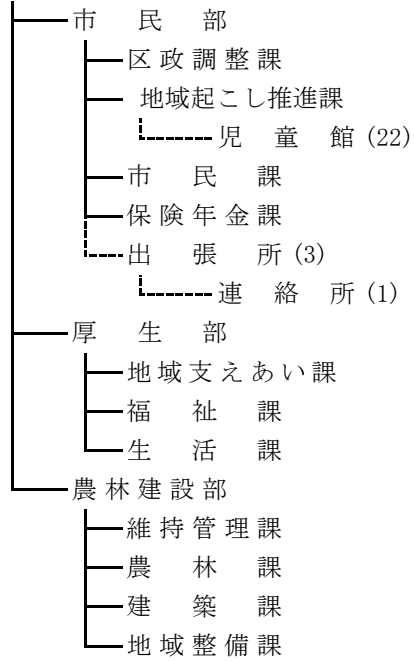 市民部
区政調整課
地域起こし推進課
児童館(22)
市民課
保険年金課
出張所(3)
連絡所(1)
厚生部
地域支えあい課
福祉課
生活課
農林建設部
維持管理課
農林課
建築課
地域整備課